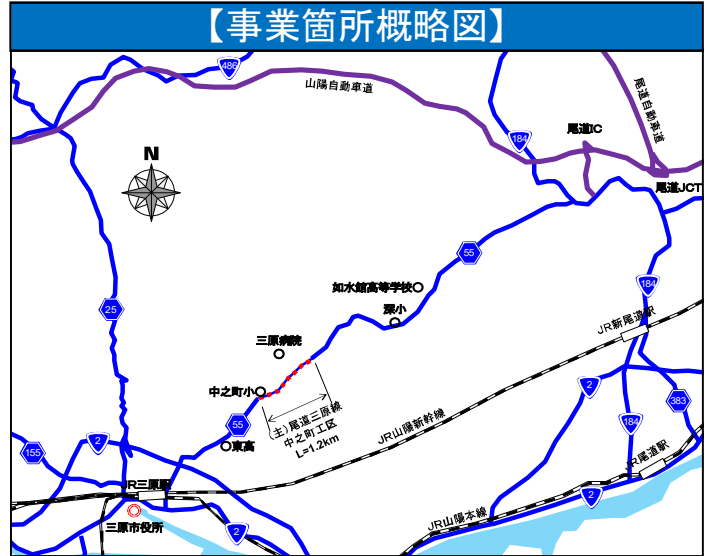 【事業箇所概略図】
486
山陽自動車道
尾道自動車道
184
尾道IC
尾道JCT
N
55
如水館高等学校
184
25
深小
JR新尾道駅
三原病院
中之町小
(主)尾道三原線
中之町工区
L=1.2km
2
383
55
東高
184
JR山陽新幹線
155
2
JR尾道駅
JR三原駅
2
JR山陽本線
三原市役所
2